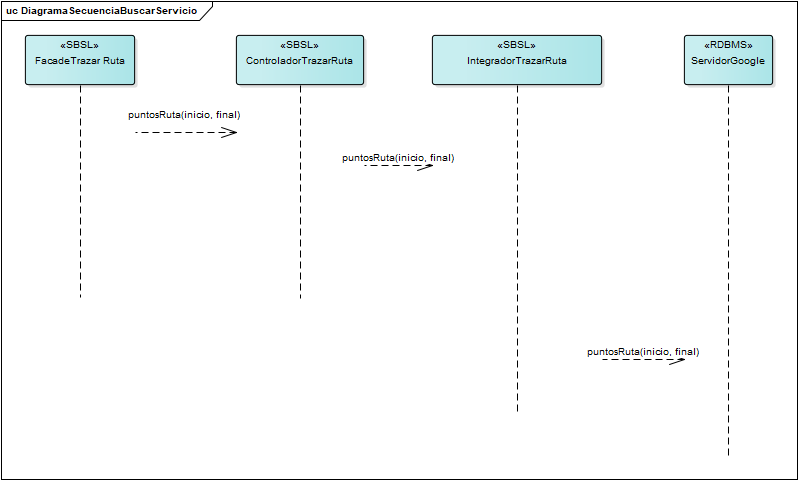 uc DiagramaSecuenciaBuscarServicio
«SBSL»
FacadeTrazar Ruta
«SBSL»
ControladorTrazarRuta
«SBSL»
IntegradorTrazarRuta
«RDBMS»
ServidorGoogle
puntosRuta(inicio, final)
puntosRuta(inicio, final)
puntosRuta(inicio, final)